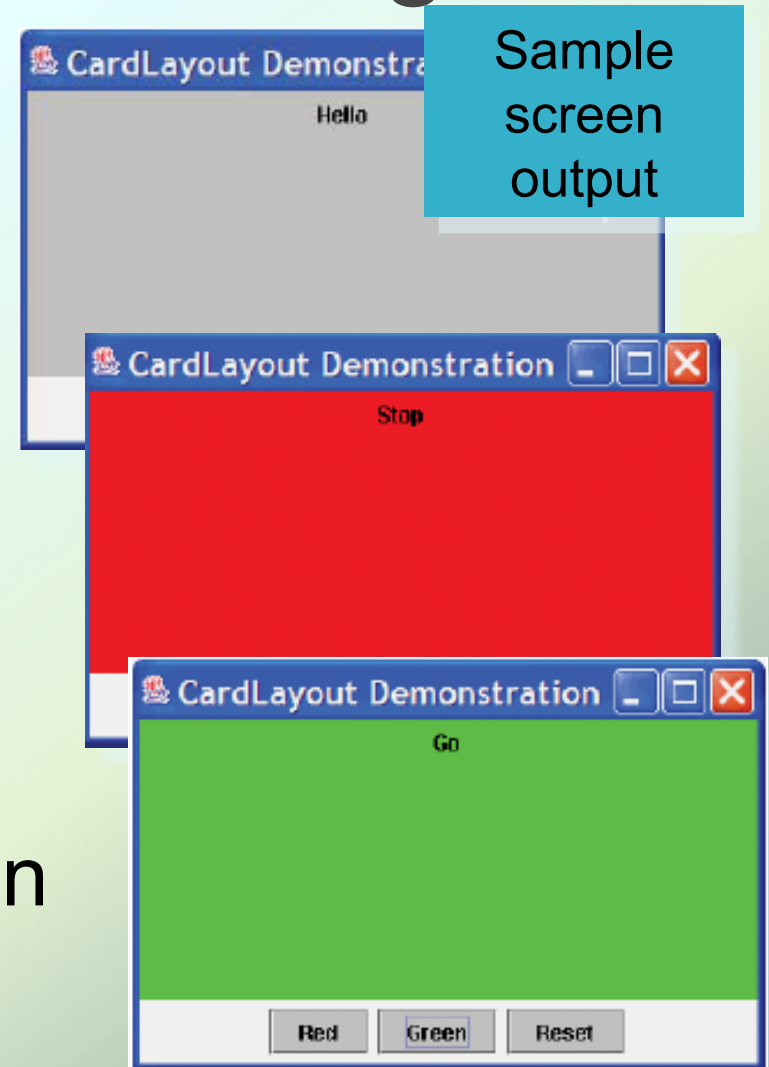 CardLayout Demonstra
Sample
screen
output
Hello
CardLayout Demonstration
Stop
CardLayout Demonstration
Go
n
Red Green Reset